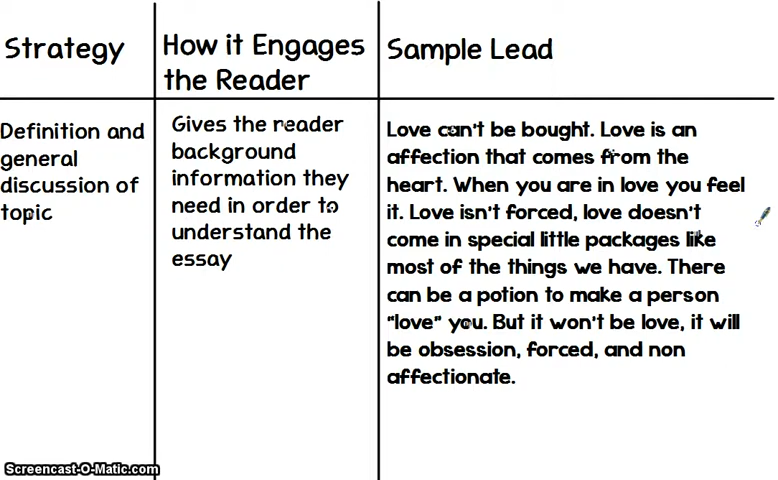 Strategy
How it Engages
the Reader
Sample Lead
Definition and
general
discussion of
topic
Gives the reader
background
information they
need in order to
understand the
essay
Love can't be bought. Love is an
affection that comes from the
heart. When you are in love you feel
it. Love isn't forced, love doesn't
come in special little packages like
most of the things we have. There
can be a potion to make a person
"love" you. But it won't be love, it will
be obsession, forced, and non
affectionate.
Screencast-O-Matic.com